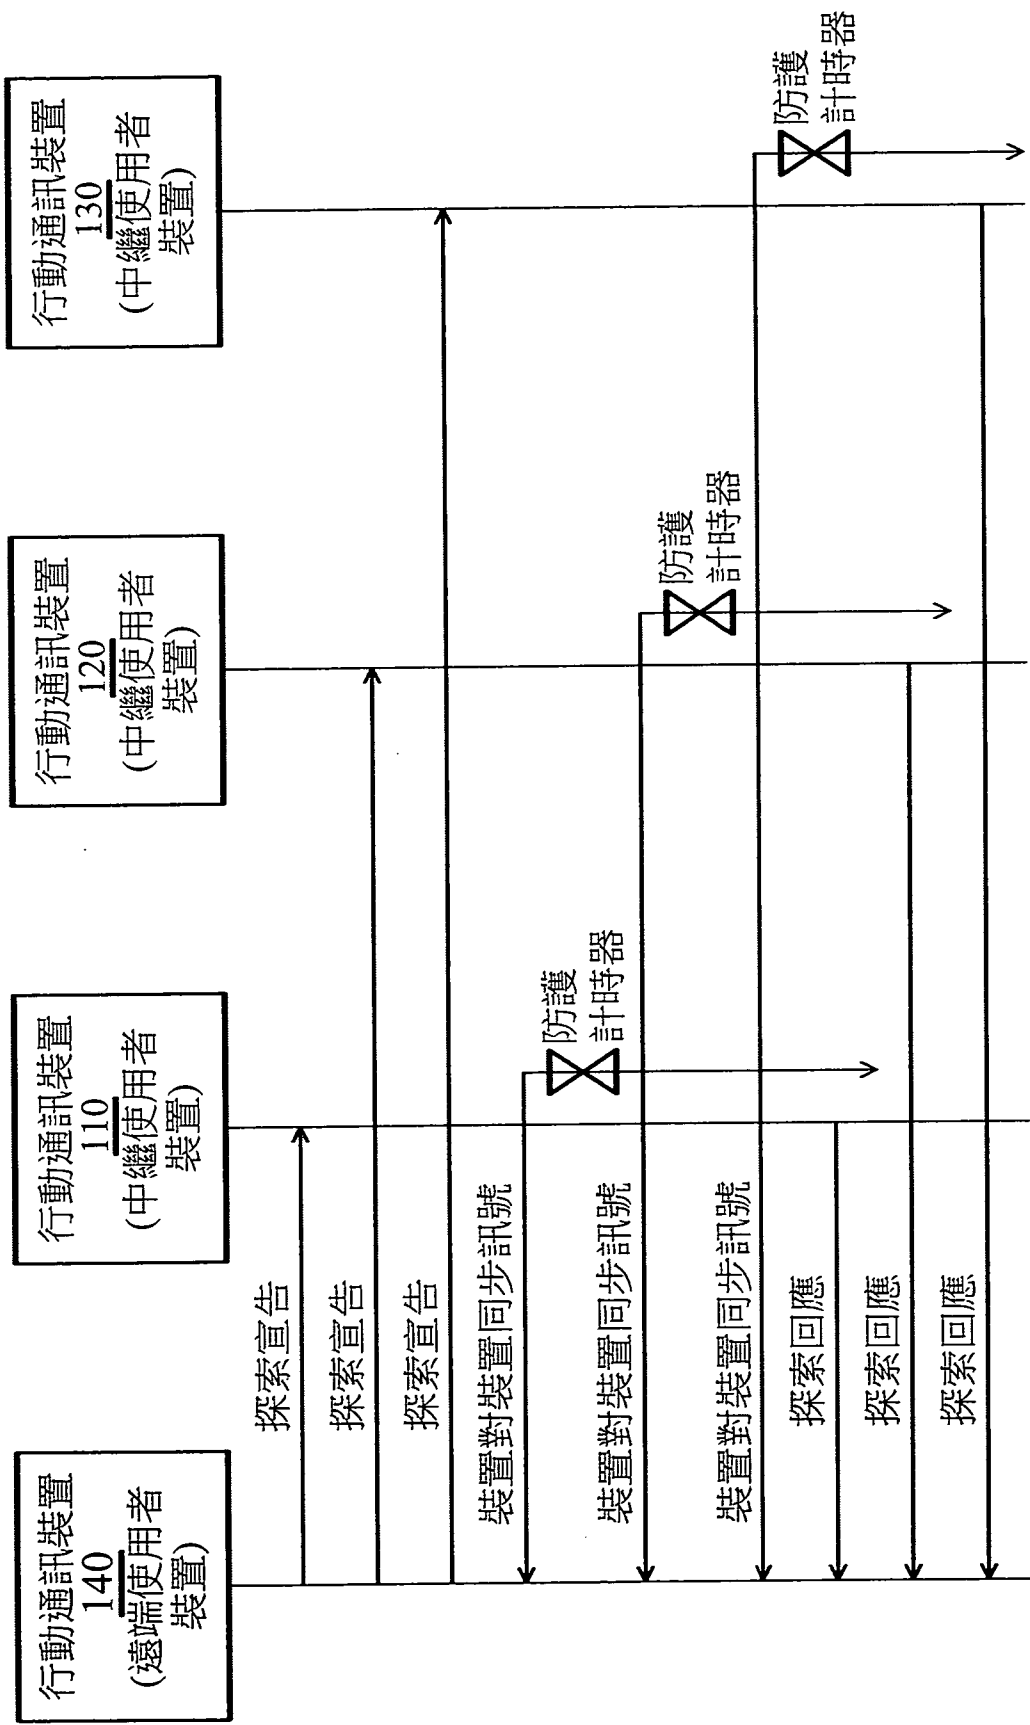 行動通訊裝置
140
(遠端使用者
裝置)
行動通訊裝置
110
(中繼使用者
裝置)
行動通訊裝置
120
(中繼使用者
裝置)
行動通訊裝置
130
(中繼使用者
裝置)
探索宣告
探索宣告
探索宣告
裝置對裝置同步訊號
防護
計時器
裝置對裝置同步訊號
防護
計時器
裝置對裝置同步訊號
防護
計時器
探索回應
探索回應
探索回應